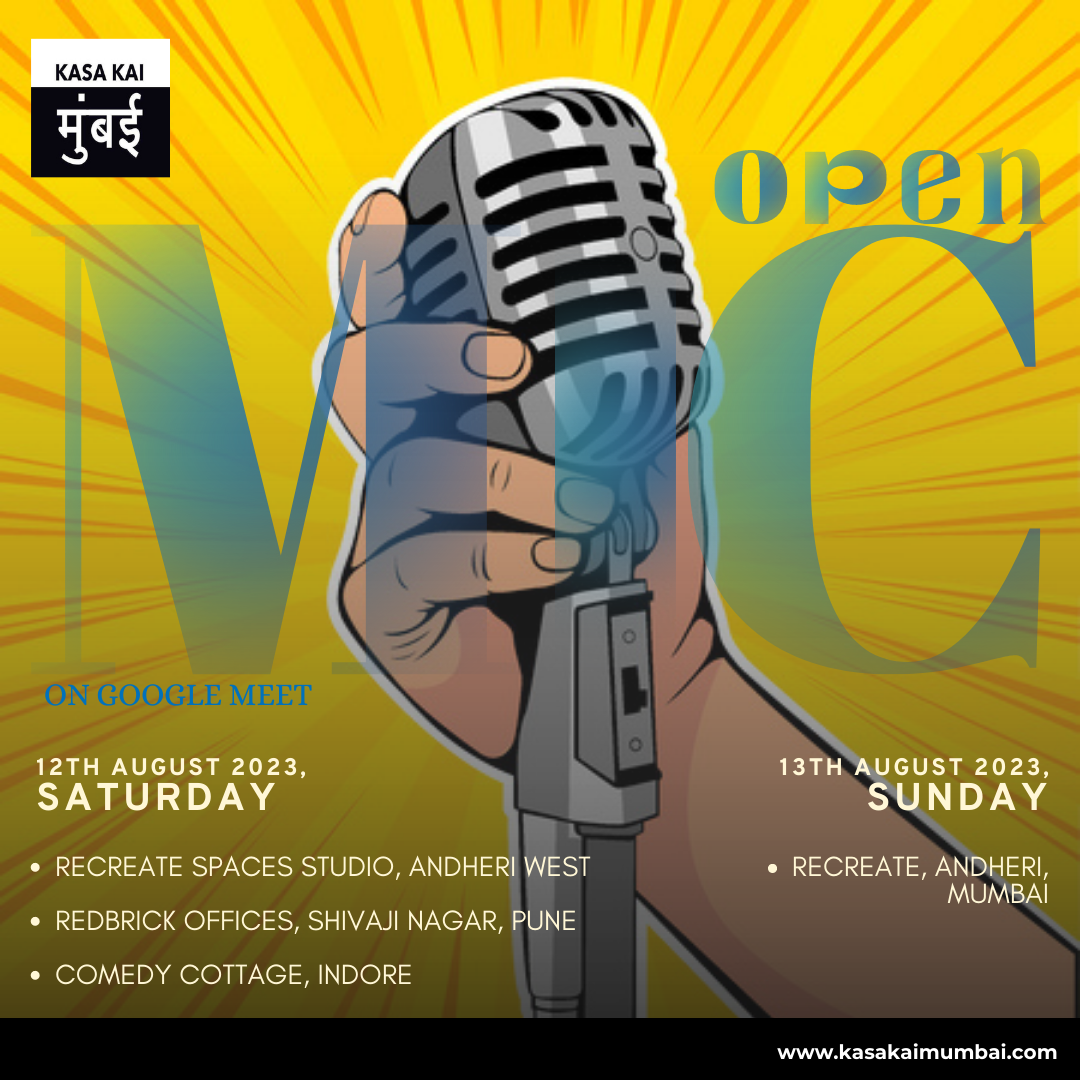 KASA KAI
मुंबई
open
MIC
ON GOOGLE MEET
12TH AUGUST 2023,
SATURDAY
• RECREATE SPACES STUDIO, ANDHERI WEST
• REDBRICK OFFICES, SHIVAJI NAGAR, PUNE
• COMEDY COTTAGE, INDORE
13TH AUGUST 2023,
SUNDAY
• RECREATE, ANDHERI,
MUMBAI
www.kasakaimumbai.com